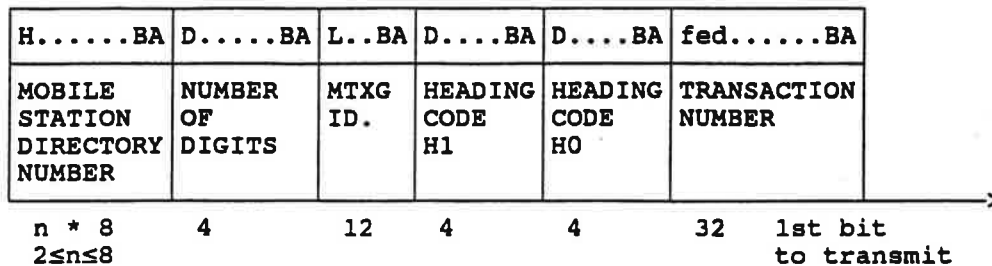 H......BA D.....BA L..BA D....BA D....BA fed......BA
MOBILE NUMBER MTXG HEADING HEADING TRANSACTION
STATION OF ID. CODE CODE NUMBER
DIRECTORY DIGITS H1 HO
NUMBER
n * 8 4 12 4 4 32 1st bit
2≤n≤8 to transmit